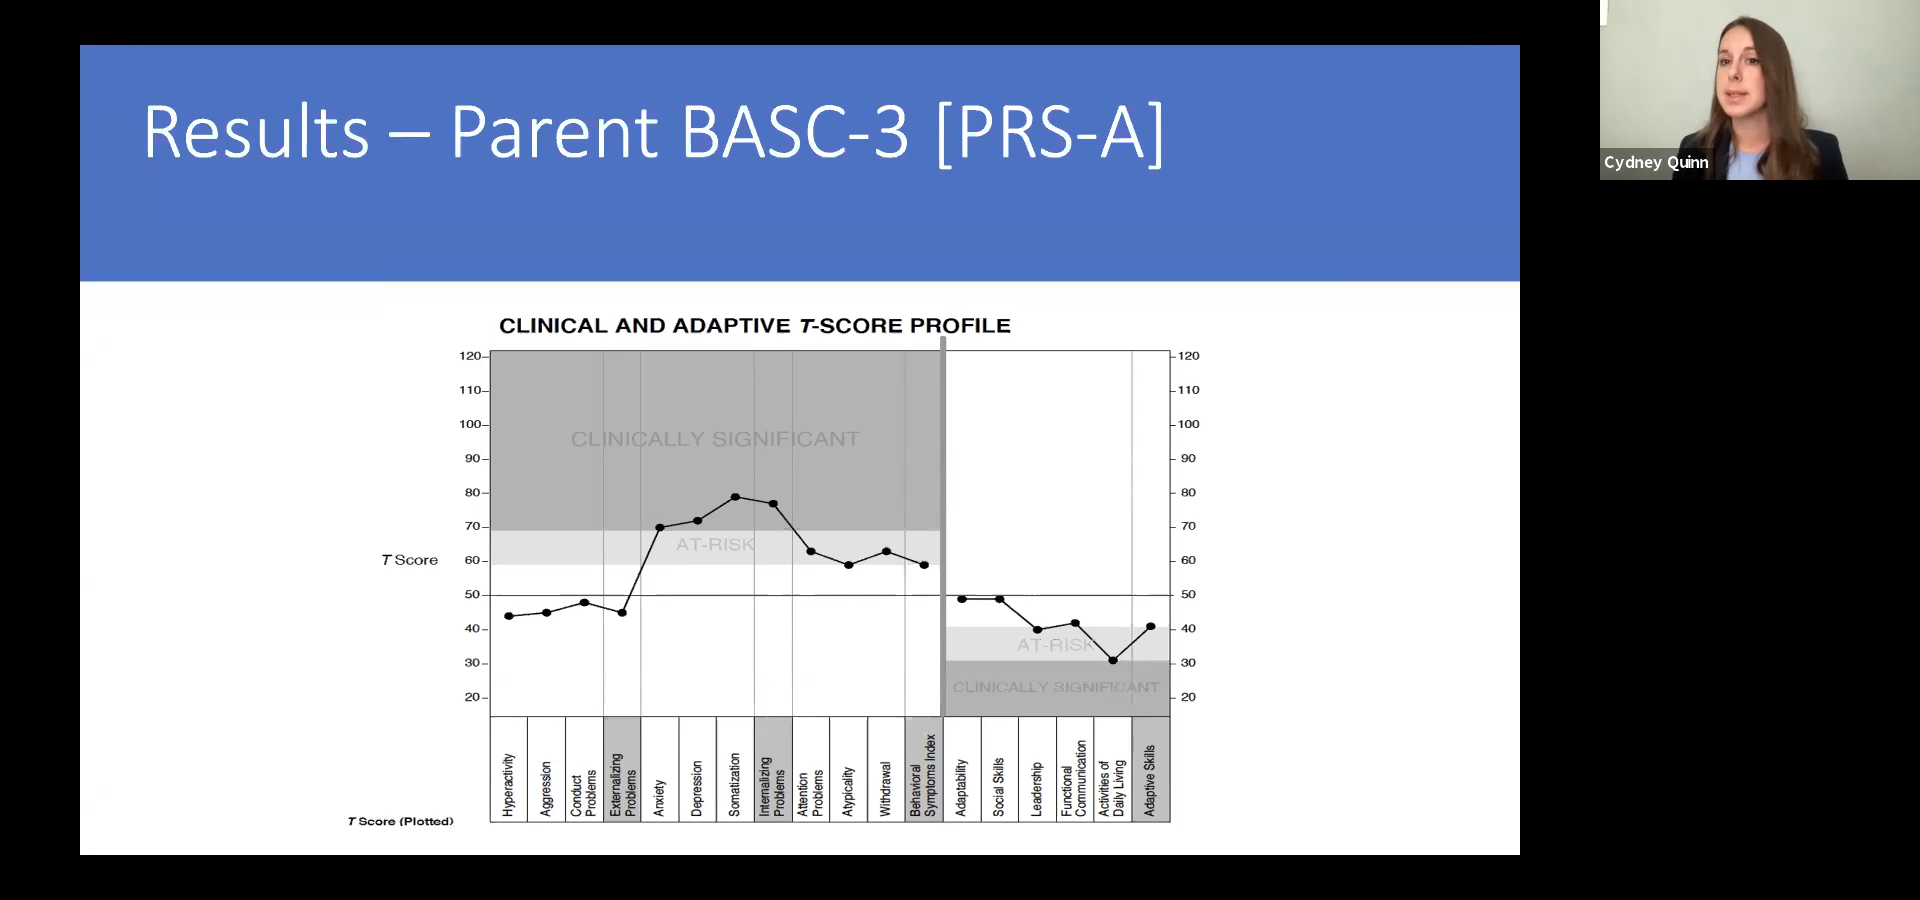 Results – Parent BASC-3 [PRS-A]
Cydney Quinn
CLINICAL AND ADAPTIVE T-SCORE PROFILE
120
110
100
90
80
70
60
50
40
30
20
T Score
CLINICALLY SIGNIFICANT
AT-RISK
AT-RISK
CLINICALLY SIGNIFICANT
120
110
100
90
80
70
60
50
40
30
20
Hyperactivity
Aggression
Conduct
Problems
Externalizing
Problems
Anxiety
Depression
Somatization
Internalizing
Problems
Attention
Problems
Atypicality
Withdrawal
Behavioral
Symptoms Index
Adaptability
Social Skills
Leadership
Functional
Communication
Activities of
Daily Living
Adaptive Skills
T Score (Plotted)